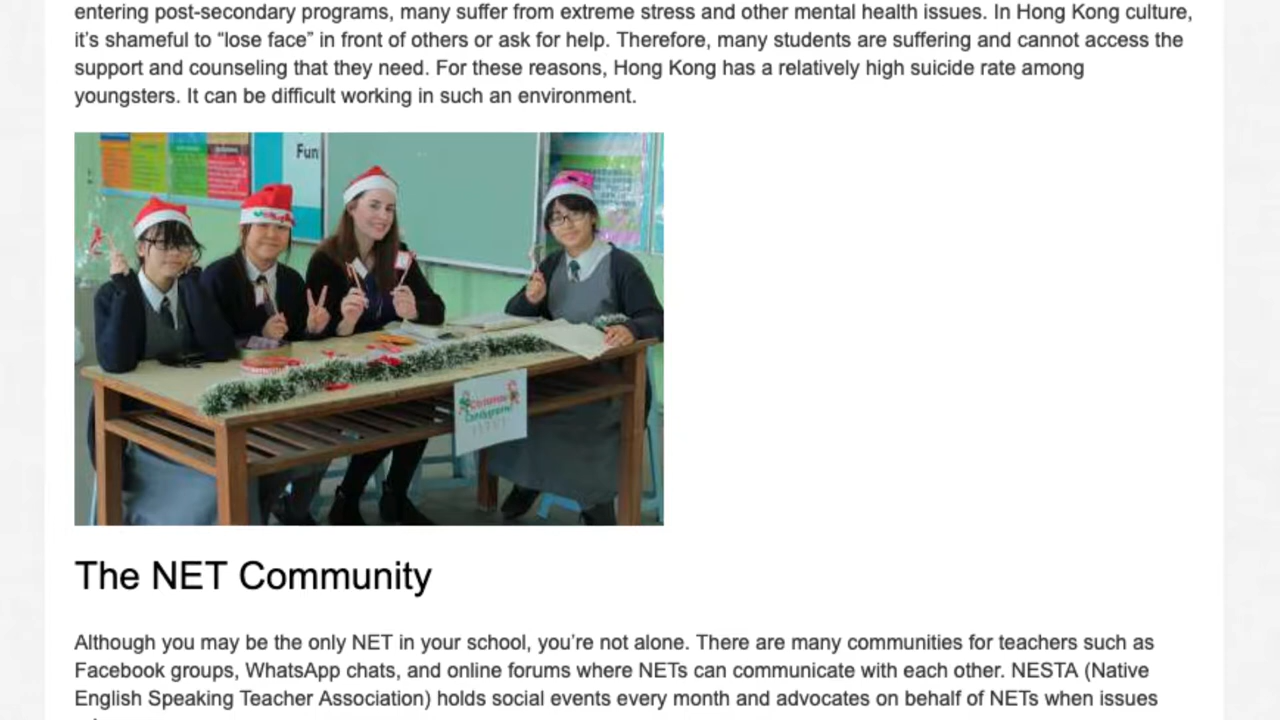 entering post-secondary programs, many suffer from extreme stress and other mental health issues. In Hong Kong culture,
it’s shameful to “lose face” in front of others or ask for help. Therefore, many students are suffering and cannot access the
support and counseling that they need. For these reasons, Hong Kong has a relatively high suicide rate among
youngsters. It can be difficult working in such an environment.
Fun
Christmas
Candygrams
The NET Community
Although you may be the only NET in your school, you’re not alone. There are many communities for teachers such as
Facebook groups, WhatsApp chats, and online forums where NETs can communicate with each other. NESTA (Native
English Speaking Teacher Association) holds social events every month and advocates on behalf of NETs when issues